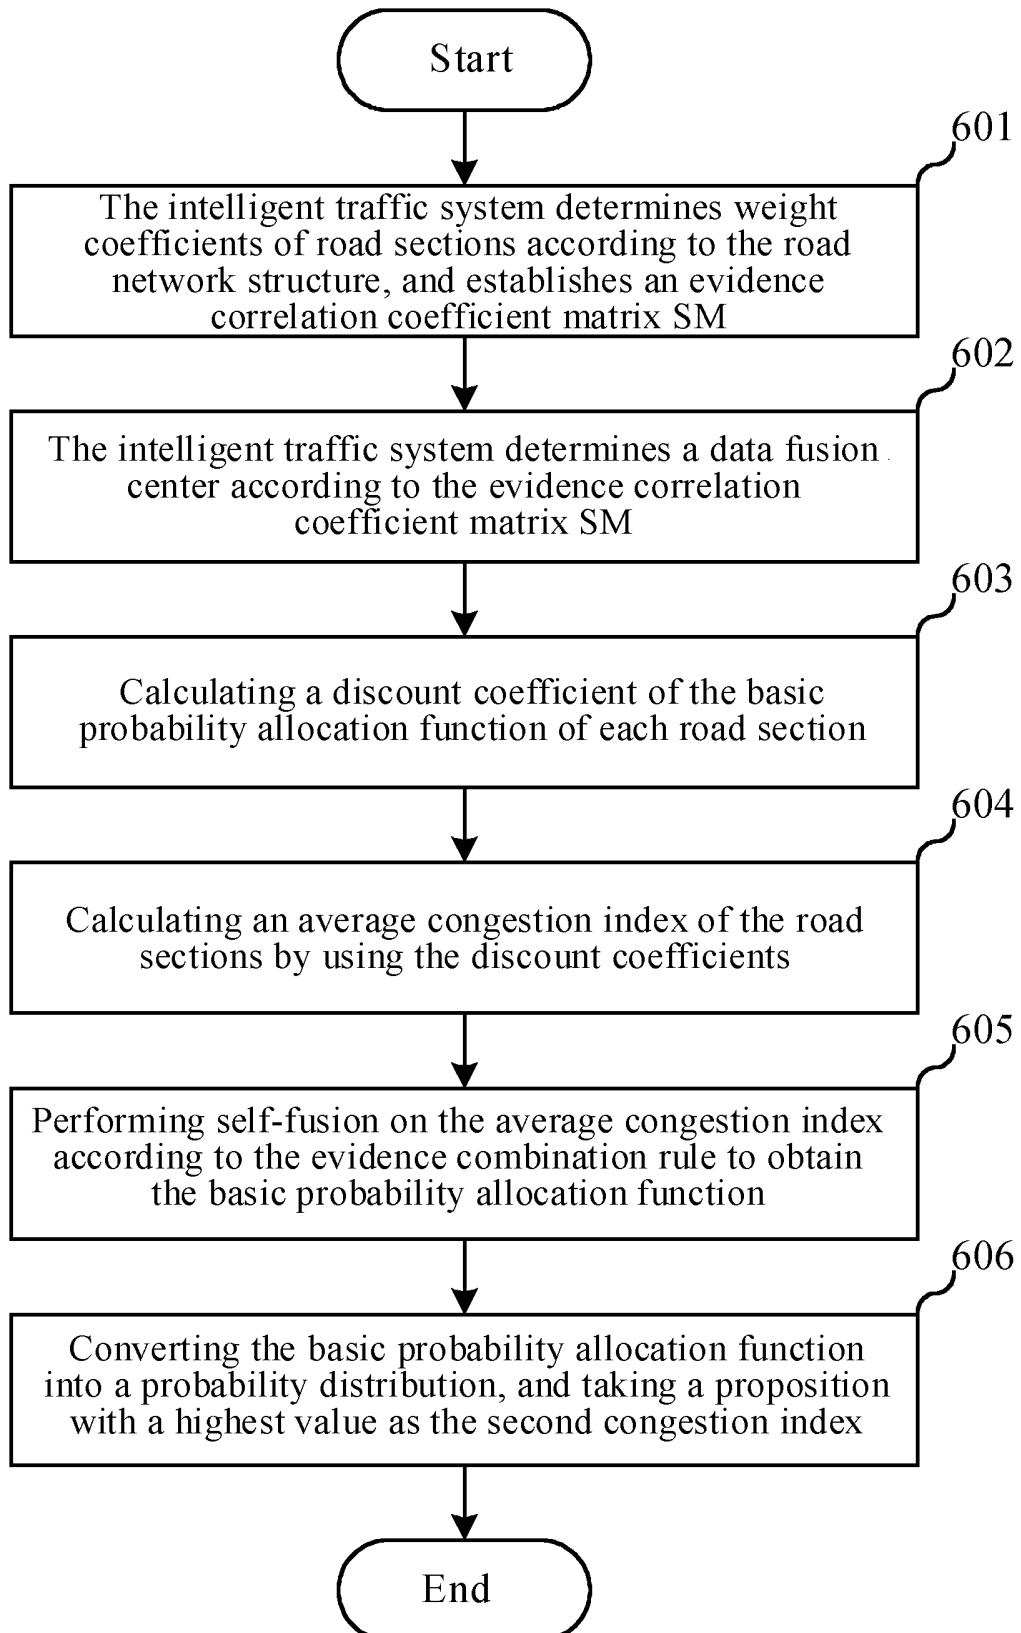 Start
601
The intelligent traffic system determines weight
coefficients of road sections according to the road
network structure, and establishes an evidence
correlation coefficient matrix SM
602
The intelligent traffic system determines a data fusion
center according to the evidence correlation
coefficient matrix SM
603
Calculating a discount coefficient of the basic
probability allocation function of each road section
604
Calculating an average congestion index of the road
sections by using the discount coefficients
605
Performing self-fusion on the average congestion index
according to the evidence combination rule to obtain
the basic probability allocation function
606
Converting the basic probability allocation function
into a probability distribution, and taking a proposition
with a highest value as the second congestion index
End